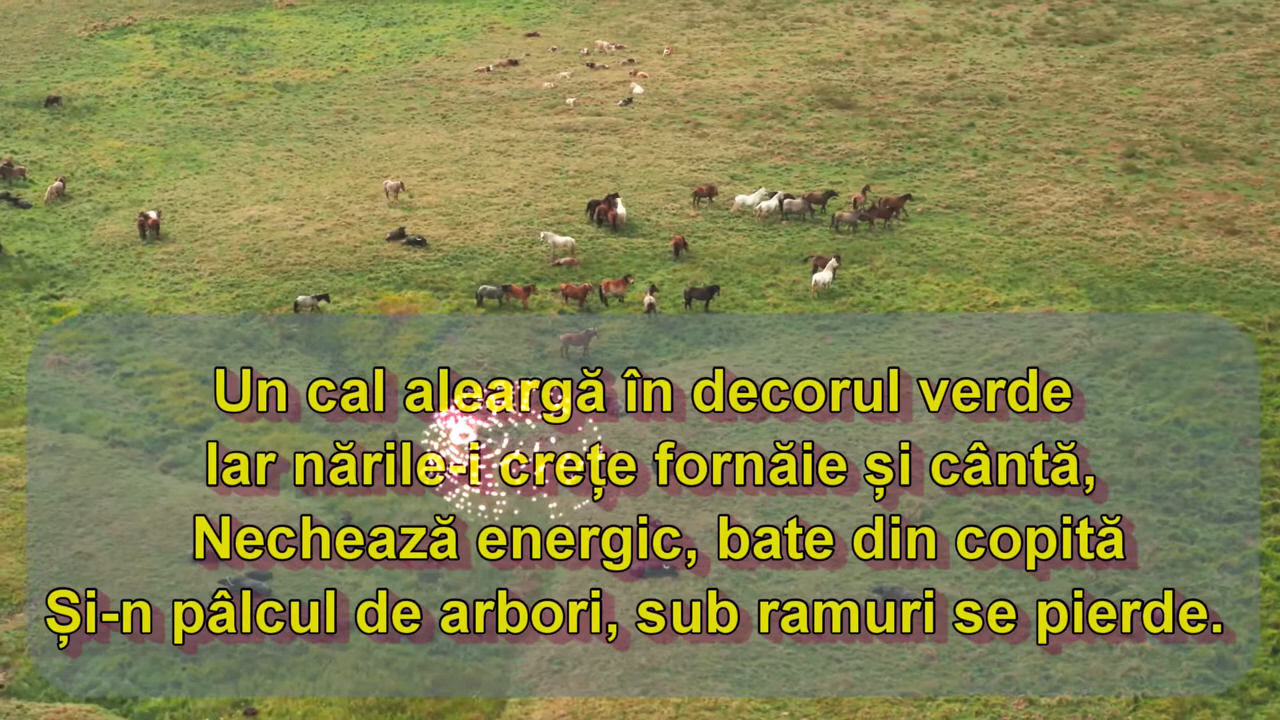 Un cal aleargă în decorul verde
Iar nările-i crețe fornăie și cântă,
Nechează energic, bate din copită
Și-n pâlcul de arbori, sub ramuri se pierde.